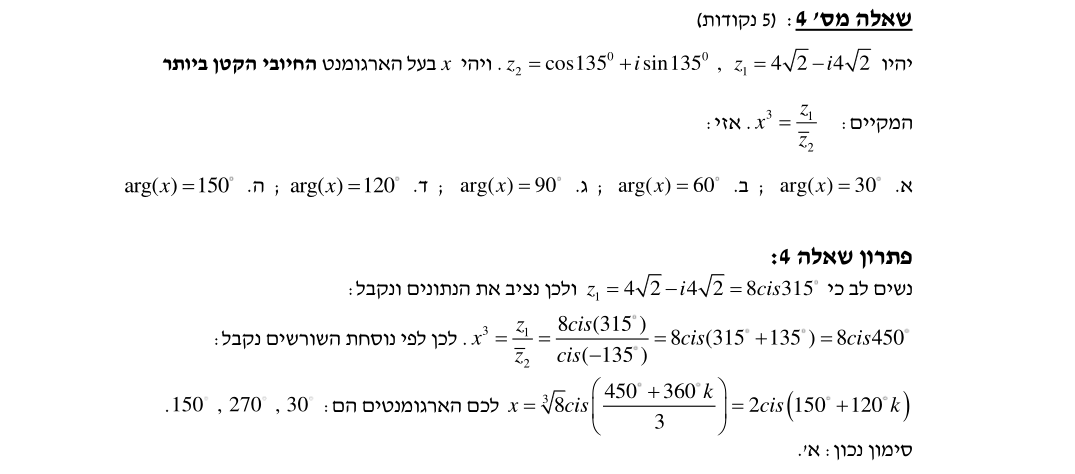 שאלה מס׳ 4 : (5 נקודות)
יהיו z₁ = 4√2 − i4√2 , z₂ = cos135⁰ + i sin135⁰ . ויהי x בעל הארגומנט החיובי הקטן ביותר
המקיים : x³ = z₁ / z̄₂ . אזי :
א. arg(x) = 30° ; ב. arg(x) = 60° ; ג. arg(x) = 90° ; ד. arg(x) = 120° ; ה. arg(x) = 150°
פתרון שאלה 4:
נשים לב כי z₁ = 4√2 − i4√2 = 8cis315° ולכן נציב את הנתונים ונקבל :
x³ = z₁ / z̄₂ = 8cis(315°) / cis(−135°) = 8cis(315° + 135°) = 8cis450° . לכן לפי נוסחת השורשים נקבל :
x = ∛8cis((450° + 360°k) / 3) = 2cis(150° + 120°k) לכם הארגומנטים הם : 30° , 270° , 150° .
סימון נכון : א׳.